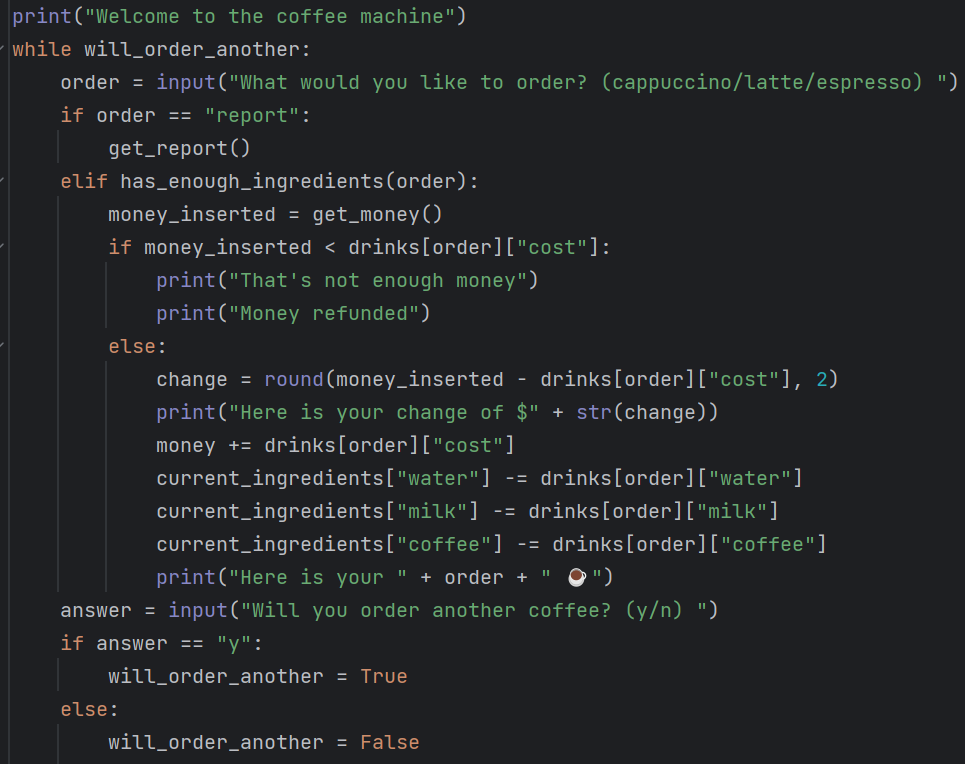 print("Welcome to the coffee machine")
while will_order_another:
    order = input("What would you like to order? (cappuccino/latte/espresso) ")
    if order == "report":
        get_report()
    elif has_enough_ingredients(order):
        money_inserted = get_money()
        if money_inserted < drinks[order]["cost"]:
            print("That's not enough money")
            print("Money refunded")
        else:
            change = round(money_inserted - drinks[order]["cost"], 2)
            print("Here is your change of $" + str(change))
            money += drinks[order]["cost"]
            current_ingredients["water"] -= drinks[order]["water"]
            current_ingredients["milk"] -= drinks[order]["milk"]
            current_ingredients["coffee"] -= drinks[order]["coffee"]
            print("Here is your " + order + " ☕")
    answer = input("Will you order another coffee? (y/n) ")
    if answer == "y":
        will_order_another = True
    else:
        will_order_another = False